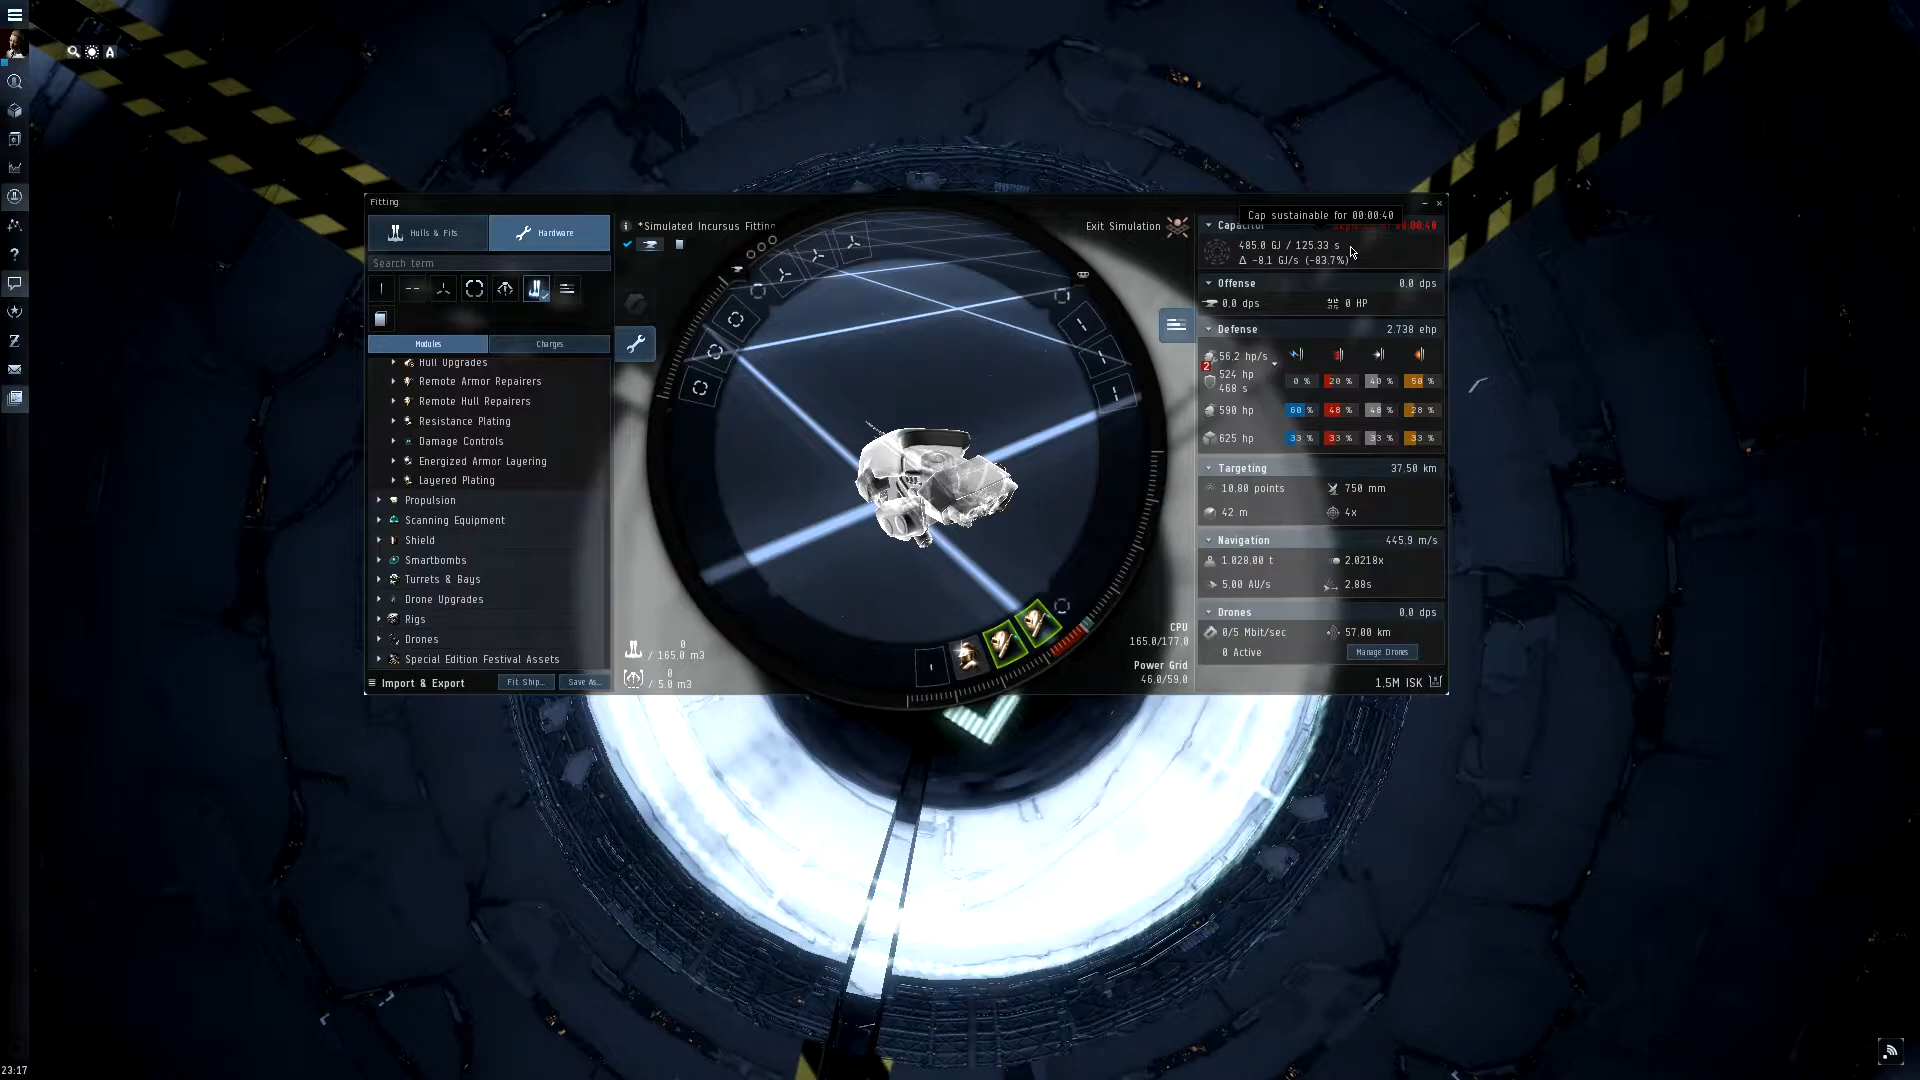 Fitting
Hulls & Fits
Hardware
Search term
Modules
Charges
Hull Upgrades
Remote Armor Repairers
Remote Hull Repairers
Resistance Plating
Damage Controls
Energized Armor Layering
Layered Plating
Propulsion
Scanning Equipment
Shield
Smartbombs
Turrets & Bays
Drone Upgrades
Rigs
Drones
Special Edition Festival Assets
Import & Export
Fit Ship...
Save As...
*Simulated Incursus Fitting
Exit Simulation
0
/ 165.0 m3
0
/ 5.0 m3
CPU
165.0/177.0
Power Grid
46.0/59.0
Cap sustainable for 00:00:40
Capacitor
00:00:40
485.0 GJ / 125.33 s
Δ -8.1 GJ/s (-83.7%)
Offense 0.0 dps
0.0 dps 0 HP
Defense 2.738 ehp
56.2 hp/s
2
524 hp
468 s
0 % 20 % 40 % 50 %
590 hp 60 % 48 % 48 % 28 %
625 hp 33 % 33 % 33 % 33 %
Targeting 37.50 km
10.80 points 750 mm
42 m 4x
Navigation 445.9 m/s
1.028,00 t 2.0218x
5,00 AU/s 2.88s
Drones 0.0 dps
0/5 Mbit/sec 57,00 km
0 Active Manage Drones
1,5M ISK
23:17